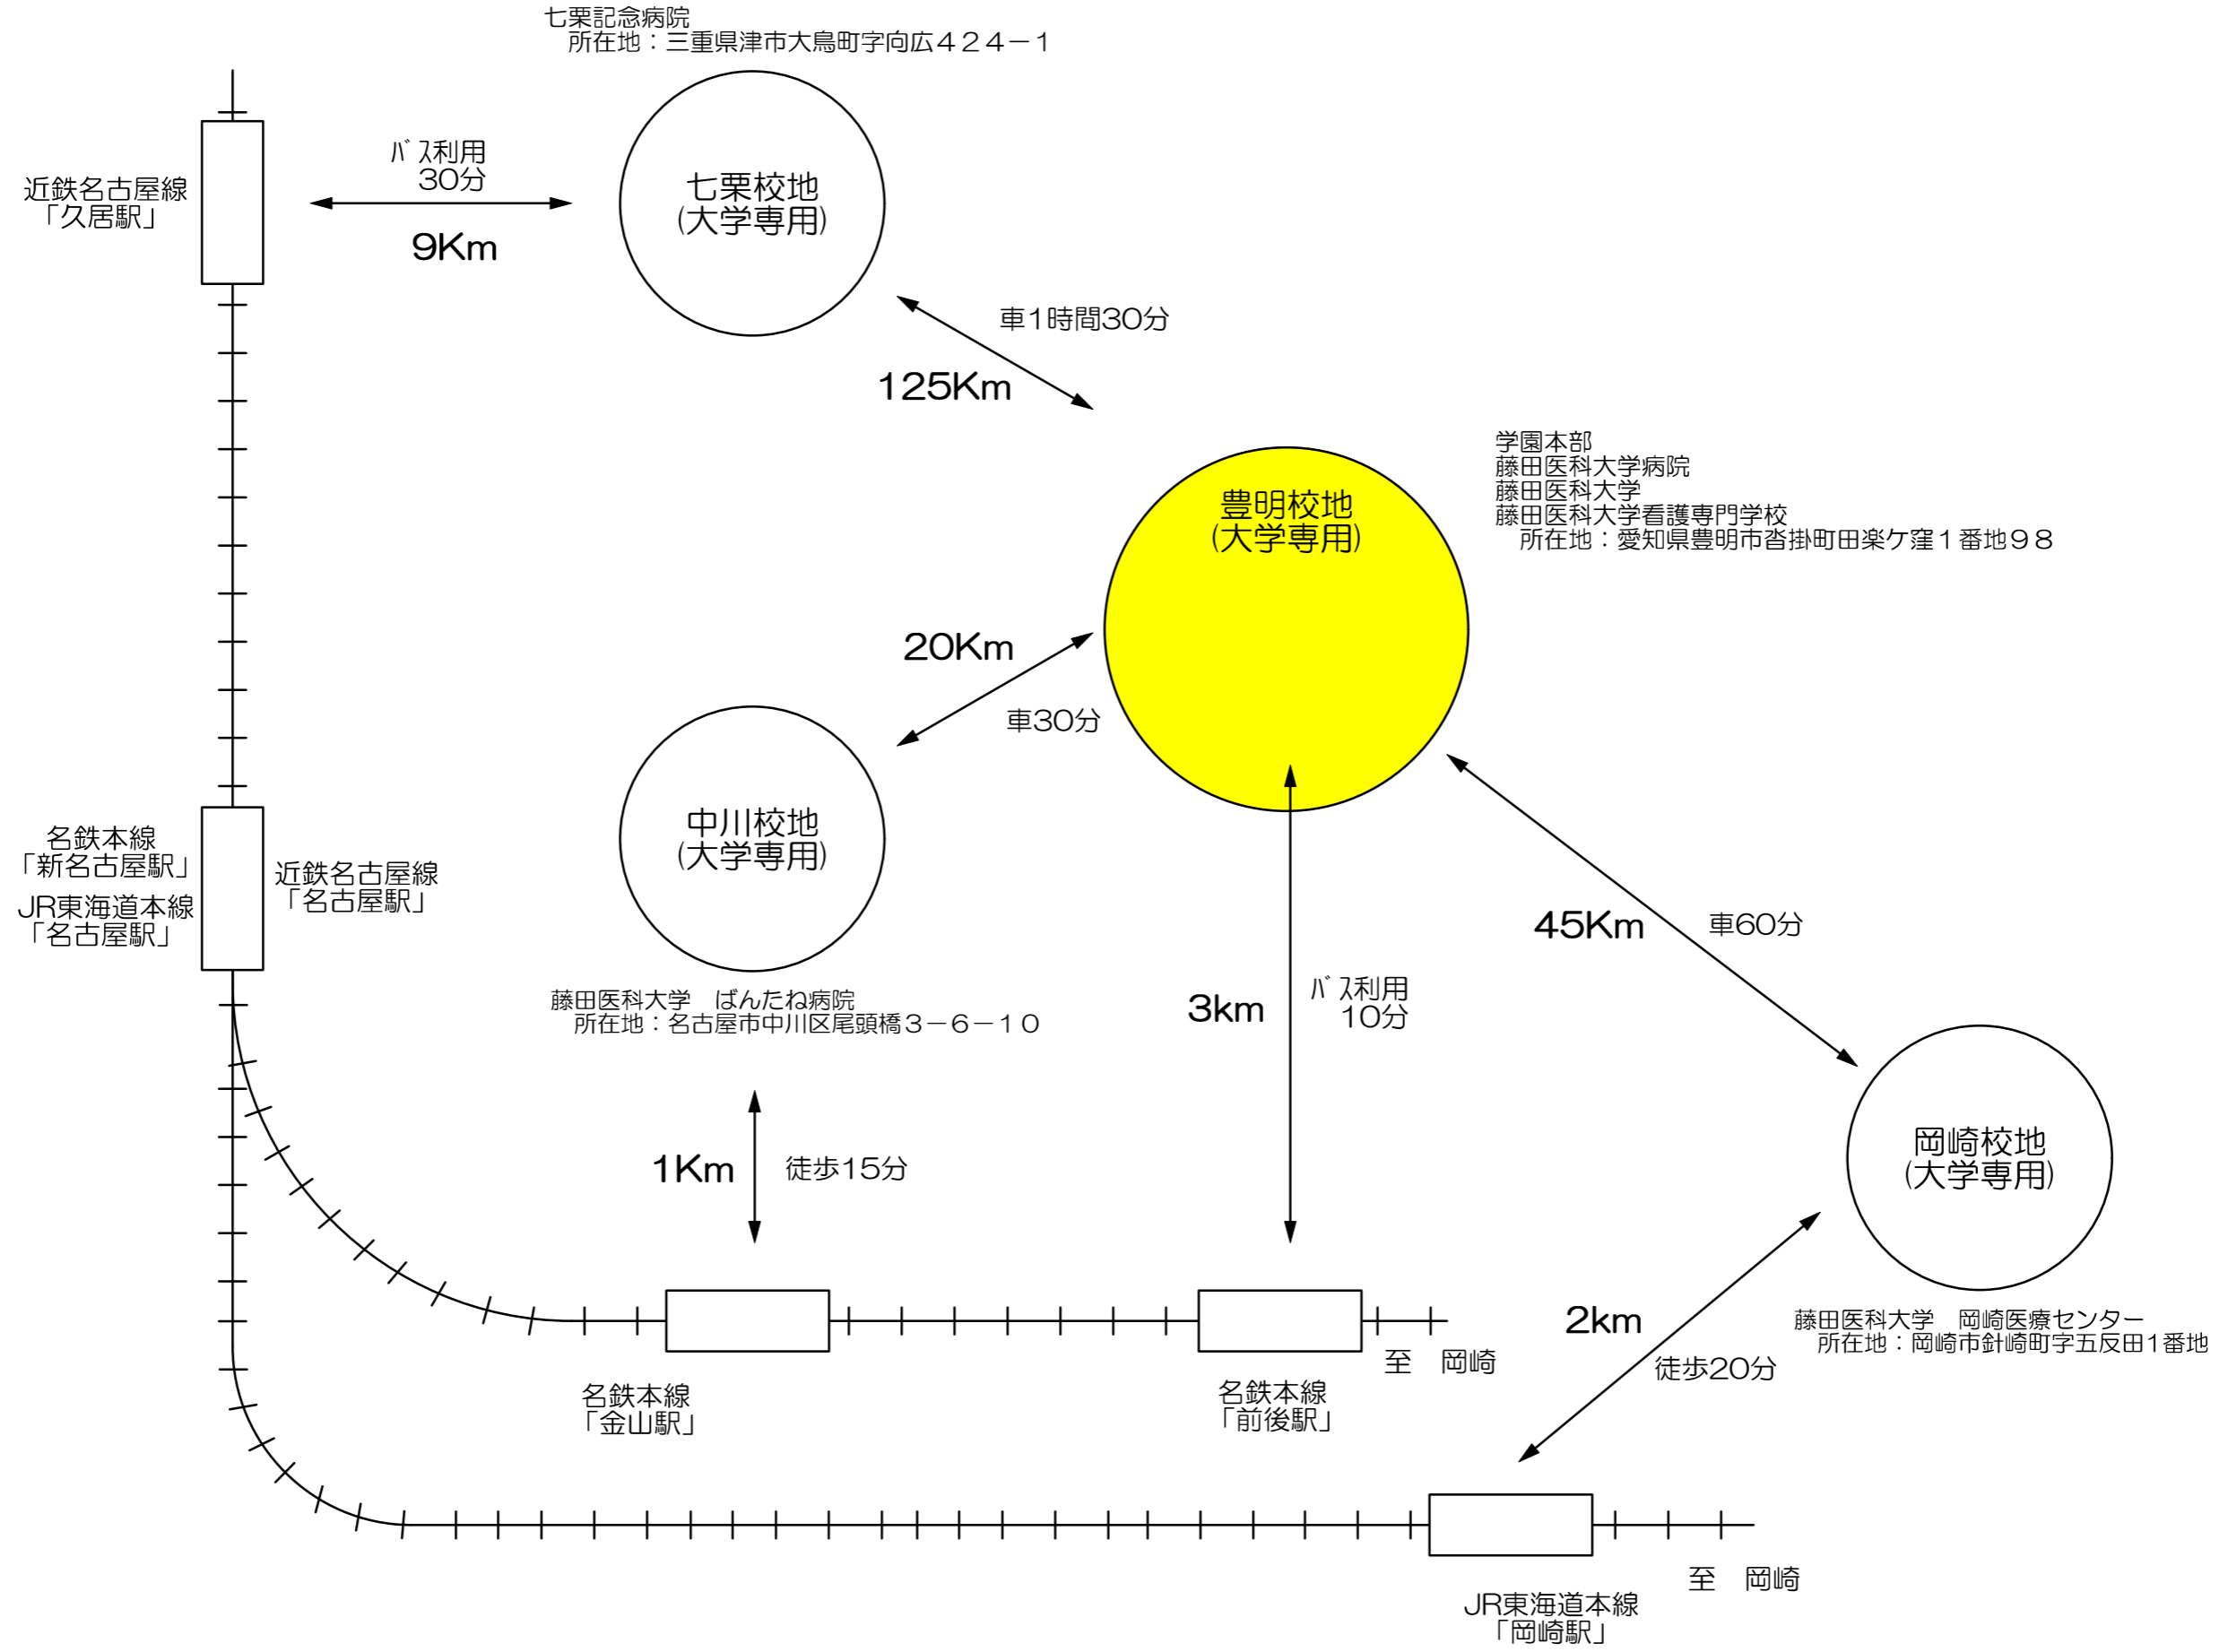 七栗記念病院
所在地：三重県津市大鳥町字向広４２４－１
近鉄名古屋線
「久居駅」
ﾊﾞｽ利用
30分
9Km
七栗校地
(大学専用)
車1時間30分
125Km
学園本部
藤田医科大学病院
藤田医科大学
藤田医科大学看護専門学校
所在地：愛知県豊明市沓掛町田楽ケ窪１番地９８
豊明校地
(大学専用)
20Km
車30分
名鉄本線
「新名古屋駅」
JR東海道本線
「名古屋駅」
近鉄名古屋線
「名古屋駅」
中川校地
(大学専用)
藤田医科大学　ばんたね病院
所在地：名古屋市中川区尾頭橋３－６－１０
45Km
車60分
3km
ﾊﾞｽ利用
10分
1Km
徒歩15分
岡崎校地
(大学専用)
藤田医科大学　岡崎医療センター
所在地：岡崎市針崎町字五反田1番地
2km
徒歩20分
至　岡崎
名鉄本線
「金山駅」
名鉄本線
「前後駅」
至　岡崎
JR東海道本線
「岡崎駅」